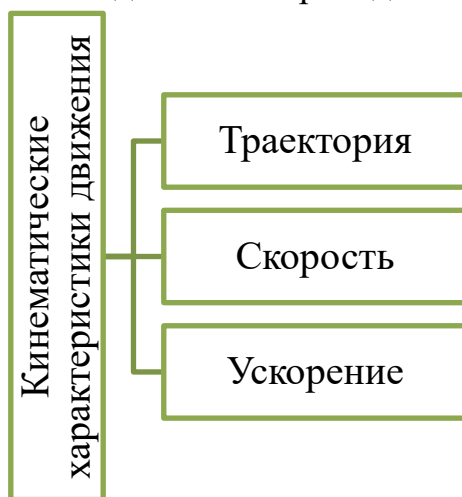 Кинематические
характеристики движения
Траектория
Скорость
Ускорение